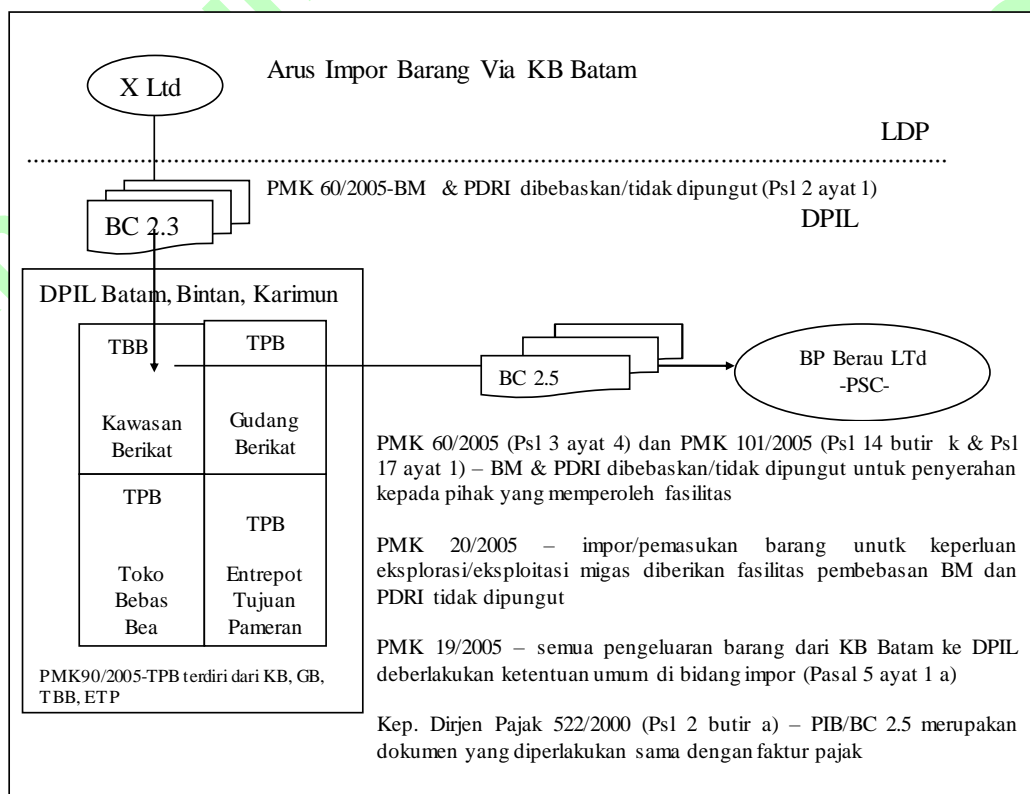 X Ltd
Arus Impor Barang Via KB Batam
LDP
PMK 60/2005-BM & PDRI dibebaskan/tidak dipungut (Psl 2 ayat 1)
DPIL
BC 2.3
DPIL Batam, Bintan, Karimun
TBB
TPB
Kawasan
Berikat
Gudang
Berikat
TPB
TPB
Toko
Bebas
Bea
Entrepot
Tujuan
Pameran
PMK90/2005-TPB terdiri dari KB, GB,
TBB, ETP
BC 2.5
BP Berau LTd
-PSC-
PMK 60/2005 (Psl 3 ayat 4) dan PMK 101/2005 (Psl 14 butir k & Psl
17 ayat 1) – BM & PDRI dibebaskan/tidak dipungut untuk penyerahan
kepada pihak yang memperoleh fasilitas
PMK 20/2005 – impor/pemasukan barang unutk keperluan
eksplorasi/eksploitasi migas diberikan fasilitas pembebasan BM dan
PDRI tidak dipungut
PMK 19/2005 – semua pengeluaran barang dari KB Batam ke DPIL
deberlakukan ketentuan umum di bidang impor (Pasal 5 ayat 1 a)
Kep. Dirjen Pajak 522/2000 (Psl 2 butir a) – PIB/BC 2.5 merupakan
dokumen yang diperlakukan sama dengan faktur pajak